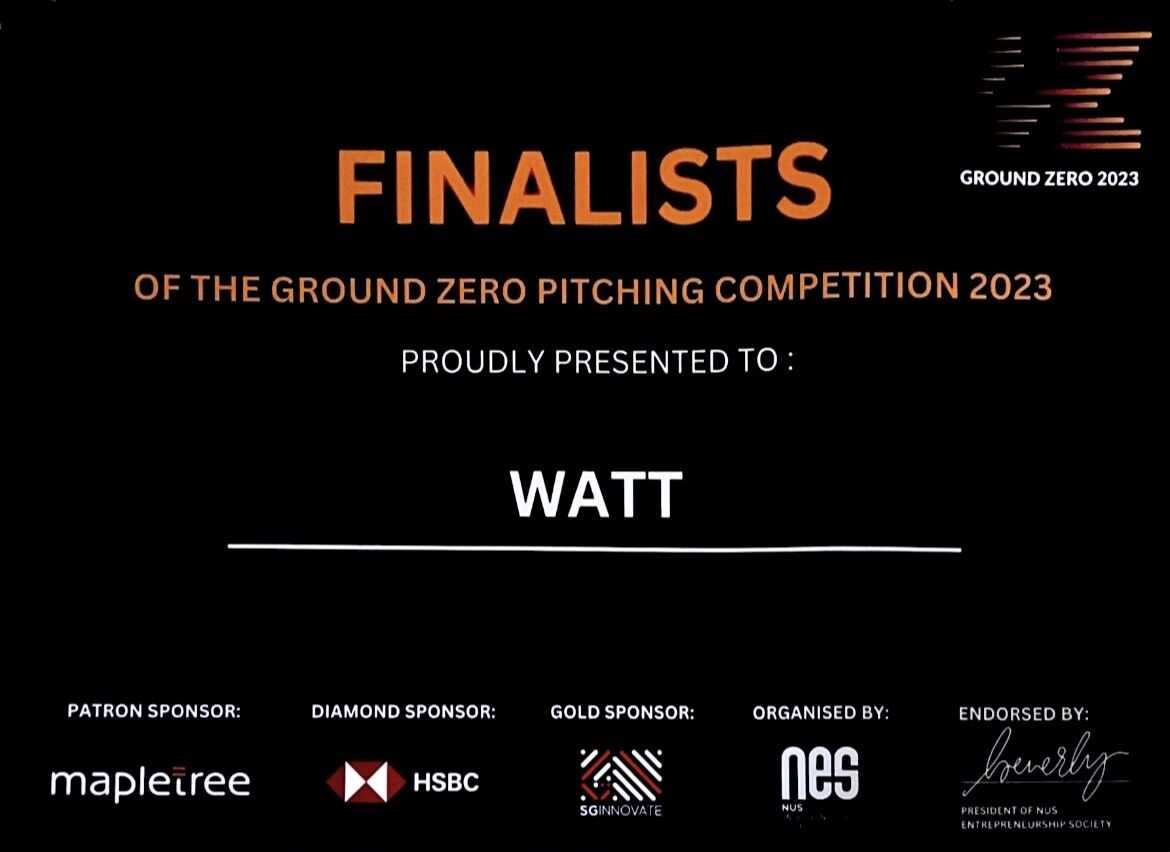 GROUND ZERO 2023
FINALISTS
OF THE GROUND ZERO PITCHING COMPETITION 2023
PROUDLY PRESENTED TO :
WATT
PATRON SPONSOR:
mapletree
DIAMOND SPONSOR:
HSBC
GOLD SPONSOR:
SGINNOVATE
ORGANISED BY:
nes
NUS
ENDORSED BY:
beverly
PRESIDENT OF NUS
ENTREPRENEURSHIP SOCIETY